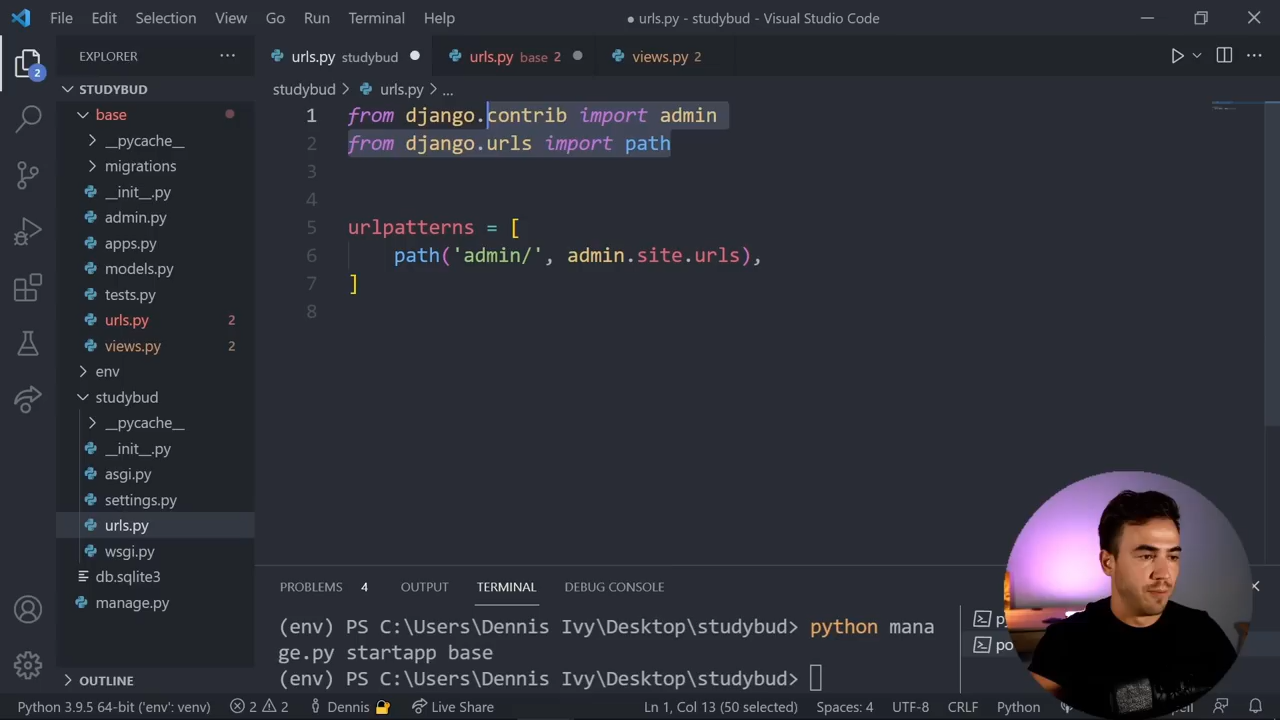 File Edit Selection View Go Run Terminal Help
● urls.py - studybud - Visual Studio Code
EXPLORER
urls.py studybud
urls.py base 2
views.py 2
2
STUDYBUD
studybud > urls.py > ...
base
__pycache__
migrations
__init__.py
admin.py
apps.py
models.py
tests.py
urls.py 2
views.py 2
env
studybud
__pycache__
__init__.py
asgi.py
settings.py
urls.py
wsgi.py
db.sqlite3
manage.py
OUTLINE
1 from django.contrib import admin
2 from django.urls import path
3
4
5 urlpatterns = [
6 path('admin/', admin.site.urls),
7 ]
8
PROBLEMS 4 OUTPUT TERMINAL DEBUG CONSOLE
(env) PS C:\Users\Dennis Ivy\Desktop\studybud> python mana
ge.py startapp base
(env) PS C:\Users\Dennis Ivy\Desktop\studybud>
po
Python 3.9.5 64-bit ('env': venv) 2 2 Dennis Live Share Ln 1, Col 13 (50 selected) Spaces: 4 UTF-8 CRLF Python